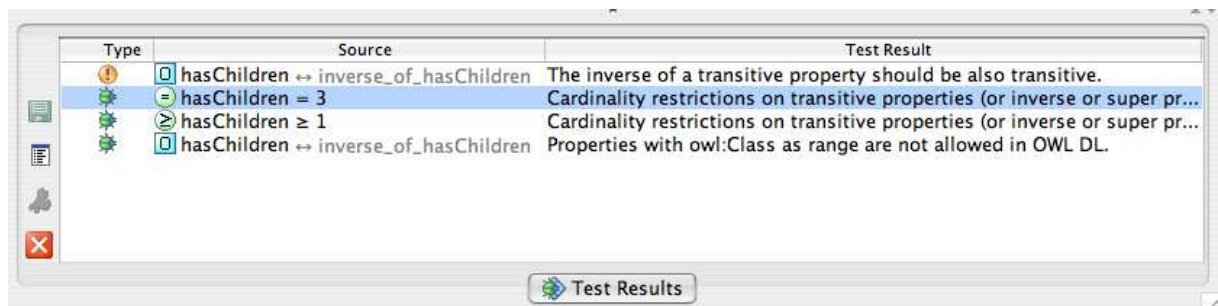 Type Source Test Result
hasChildren ↔ inverse_of_hasChildren The inverse of a transitive property should be also transitive.
= hasChildren = 3 Cardinality restrictions on transitive properties (or inverse or super pr...
≥ hasChildren ≥ 1 Cardinality restrictions on transitive properties (or inverse or super pr...
hasChildren ↔ inverse_of_hasChildren Properties with owl:Class as range are not allowed in OWL DL.
Test Results